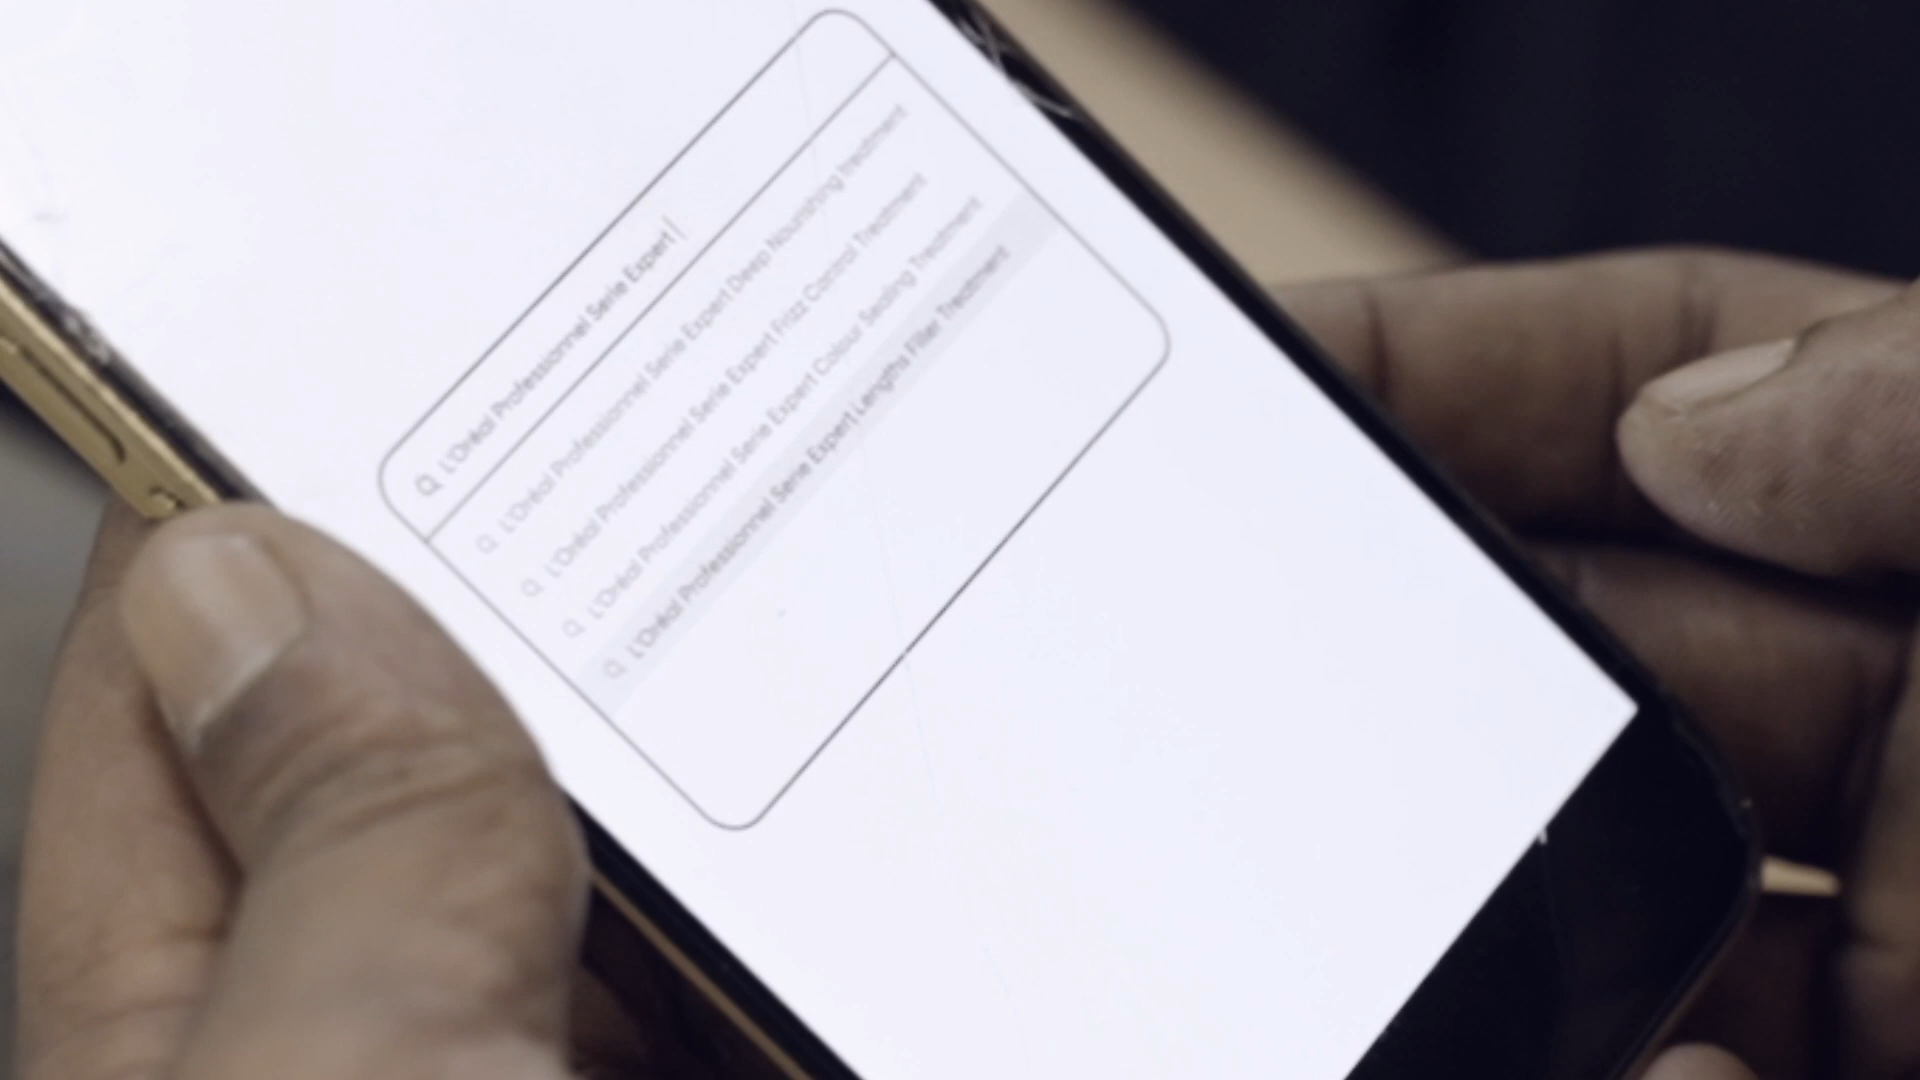 L'Oréal Professionnel Serie Expert
L'Oréal Professionnel Serie Expert Deep Nourishing treatment
L'Oréal Professionnel Serie Expert Frizz Control Treatment
L'Oréal Professionnel Serie Expert Colour Sealing Treatment
L'Oréal Professionnel Serie Expert Lengths Filler Treatment